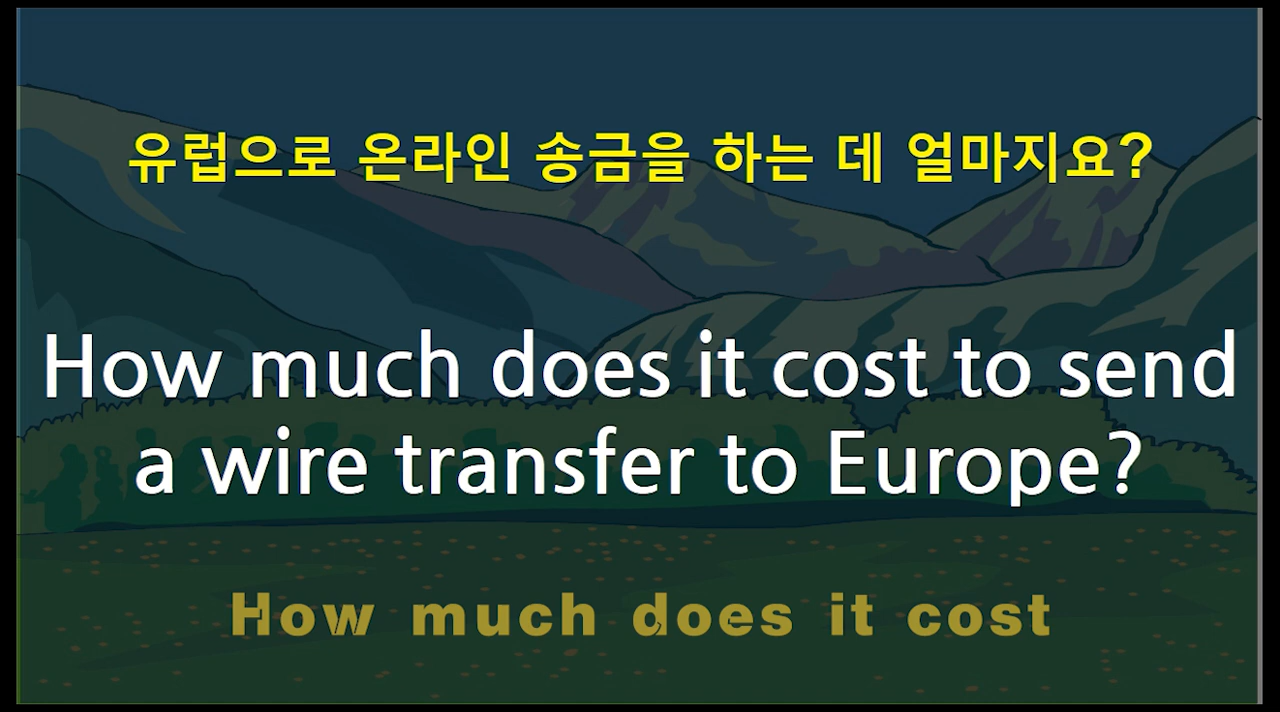 유럽으로 온라인 송금을 하는 데 얼마지요?
How much does it cost to send
a wire transfer to Europe?
How much does it cost